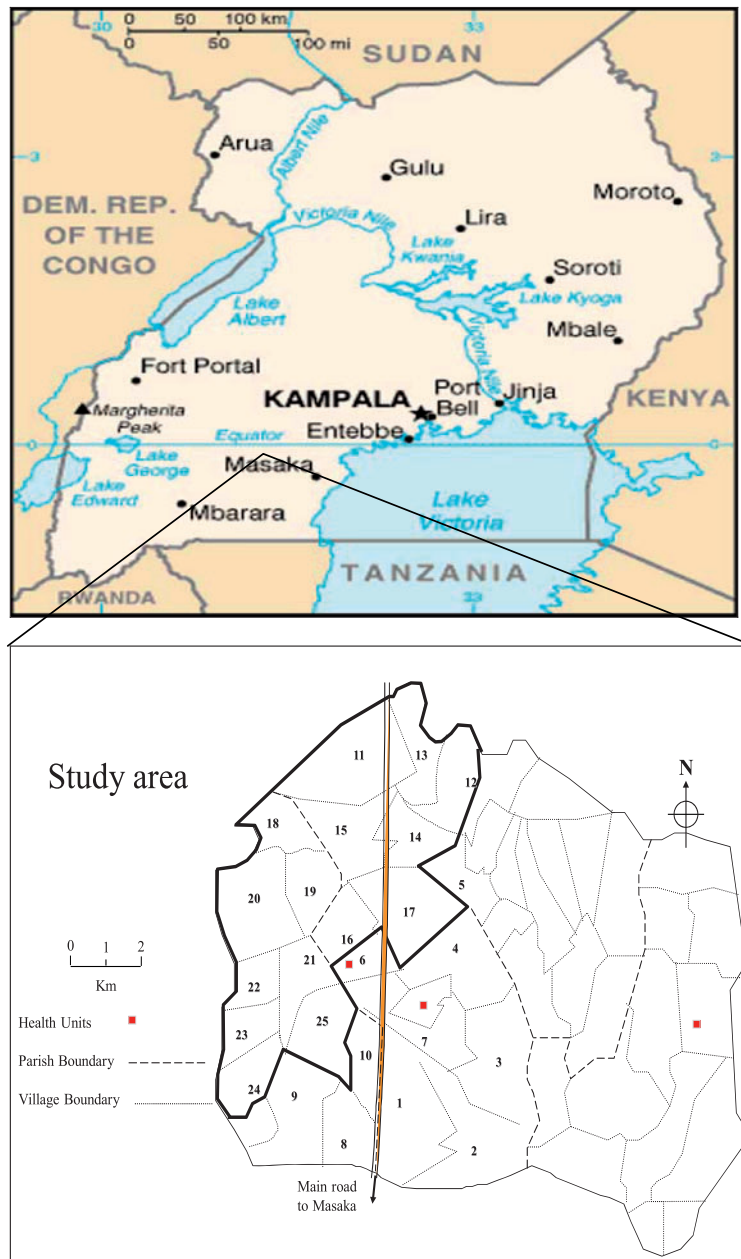 30
50
100 km
33
50
100 mi
SUDAN
Arua
Albert Nile
3
3
Gulu
Moroto
DEM. REP.
OF THE
CONGO
Victoria Nile
Lira
Lake
Kwania
Soroti
Lake
Albert
Lake Kyoga
Mbale
Victoria
Nile
Fort Portal
KAMPALA
Port
Bell
Jinja
KENYA
Margherita
Peak
Entebbe
Equator
0
0
Lake
George
Masaka
Lake
Edward
Mbarara
Lake
Victoria
TANZANIA
RWANDA
33
Study area
N
11
13
12
18
15
14
5
20
19
17
16
4
6
21
22
0 1 2
Km
25
23
7
10
3
24
9
1
8
2
Health Units
Parish Boundary
Village Boundary
Main road
to Masaka